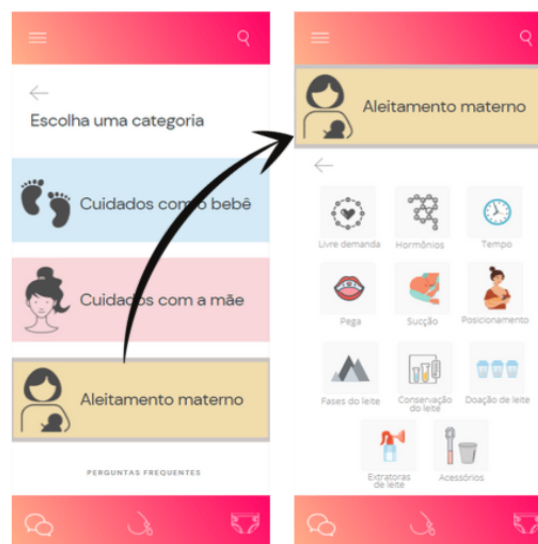 Escolha uma categoria
Cuidados com o bebê
Cuidados com a mãe
Aleitamento materno
PERGUNTAS FREQUENTES
Aleitamento materno
Livre demanda
Hormônios
Tempo
Pega
Sucção
Posicionamento
Fases do leite
Conservação
do leite
Doação de leite
Extratoras
de leite
Acessórios